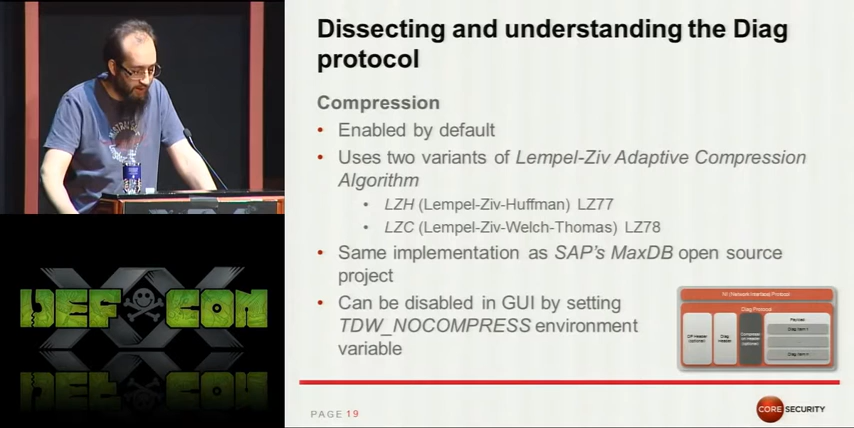 Dissecting and understanding the Diag
protocol
Compression
• Enabled by default
• Uses two variants of Lempel-Ziv Adaptive Compression
Algorithm
• LZH (Lempel-Ziv-Huffman) LZ77
• LZC (Lempel-Ziv-Welch-Thomas) LZ78
• Same implementation as SAP's MaxDB open source
project
• Can be disabled in GUI by setting
TDW_NOCOMPRESS environment
variable
NI (Network Interface) Protocol
Diag Protocol
Payload
Diag
Header
Diag Item 1
PAGE 19
CORE SECURITY
DEF CON